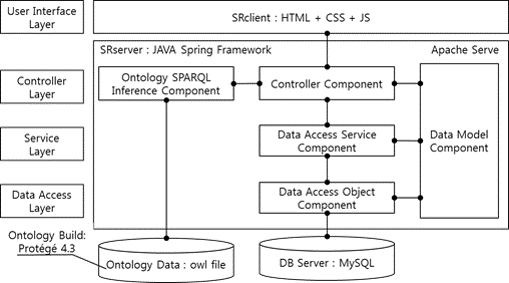 User Interface
Layer
SRclient : HTML + CSS + JS
SRserver : JAVA Spring Framework
Apache Serve
Controller
Layer
Ontology SPARQL
Inference Component
Controller Component
Service
Layer
Data Access Service
Component
Data Model
Component
Data Access
Layer
Data Access Object
Component
Ontology Build:
Protégé 4.3
Ontology Data : owl file
DB Server : MySQL